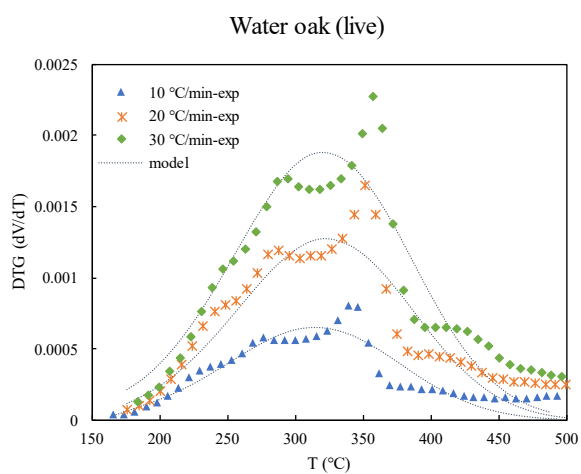 Water oak (live)
0.0025
0.002
0.0015
0.001
0.0005
0
DTG (dV/dT)
10 °C/min-exp
20 °C/min-exp
30 °C/min-exp
model
150 200 250 300 350 400 450 500
T (°C)